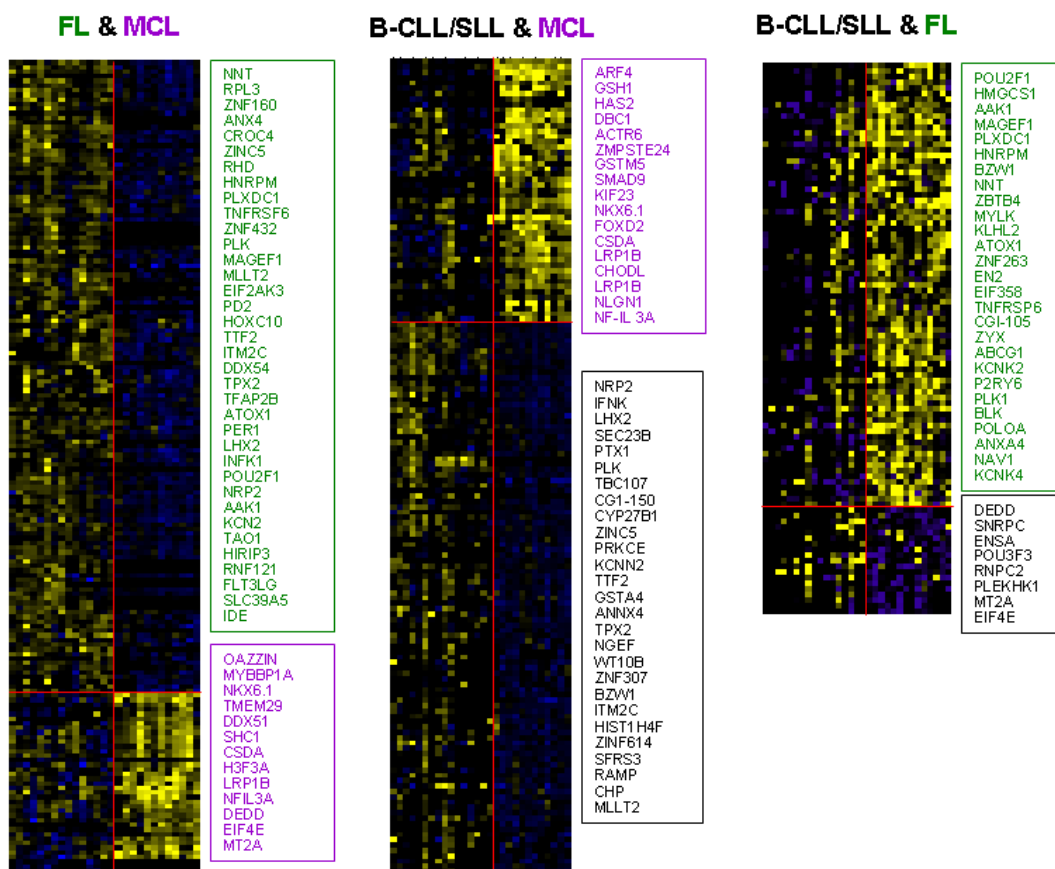 FL & MCL
NNT
RPL3
ZNF160
ANX4
CROC4
ZINC5
RHD
HNRPM
PLXDC1
TNFRSF6
ZNF432
PLK
MAGEF1
MLLT2
EIF2AK3
PD2
HOXC10
TTF2
ITM2C
DDX54
TPX2
TFAP2B
ATOX1
PER1
LHX2
INFK1
POU2F1
NRP2
AAK1
KCN2
TAO1
HIRIP3
RNF121
FLT3LG
SLC39A5
IDE
OAZZIN
MYBBP1A
NKX6.1
TMEM29
DDX51
SHC1
CSDA
H3F3A
LRP1B
NFIL3A
DEDD
EIF4E
MT2A
B-CLL/SLL & MCL
ARF4
GSH1
HAS2
DBC1
ACTR6
ZMPSTE24
GSTM5
SMAD9
KIF23
NKX6.1
FOXD2
CSDA
LRP1B
CHODL
LRP1B
NLGN1
NF-IL 3A
NRP2
IFNK
LHX2
SEC23B
PTX1
PLK
TBC107
CG1-150
CYP27B1
ZINC5
PRKCE
KCNN2
TTF2
GSTA4
ANNX4
TPX2
NGEF
WT10B
ZNF307
BZW1
ITM2C
HIST1H4F
ZINF614
SFRS3
RAMP
CHP
MLLT2
B-CLL/SLL & FL
POU2F1
HMGCS1
AAK1
MAGEF1
PLXDC1
HNRPM
BZW1
NNT
ZBTB4
MYLK
KLHL2
ATOX1
ZNF263
EN2
EIF358
TNFRSP6
CGI-105
ZYX
ABCG1
KCNK2
P2RY6
PLK1
BLK
POLOA
ANXA4
NAV1
KCNK4
DEDD
SNRPC
ENSA
POU3F3
RNPC2
PLEKHK1
MT2A
EIF4E